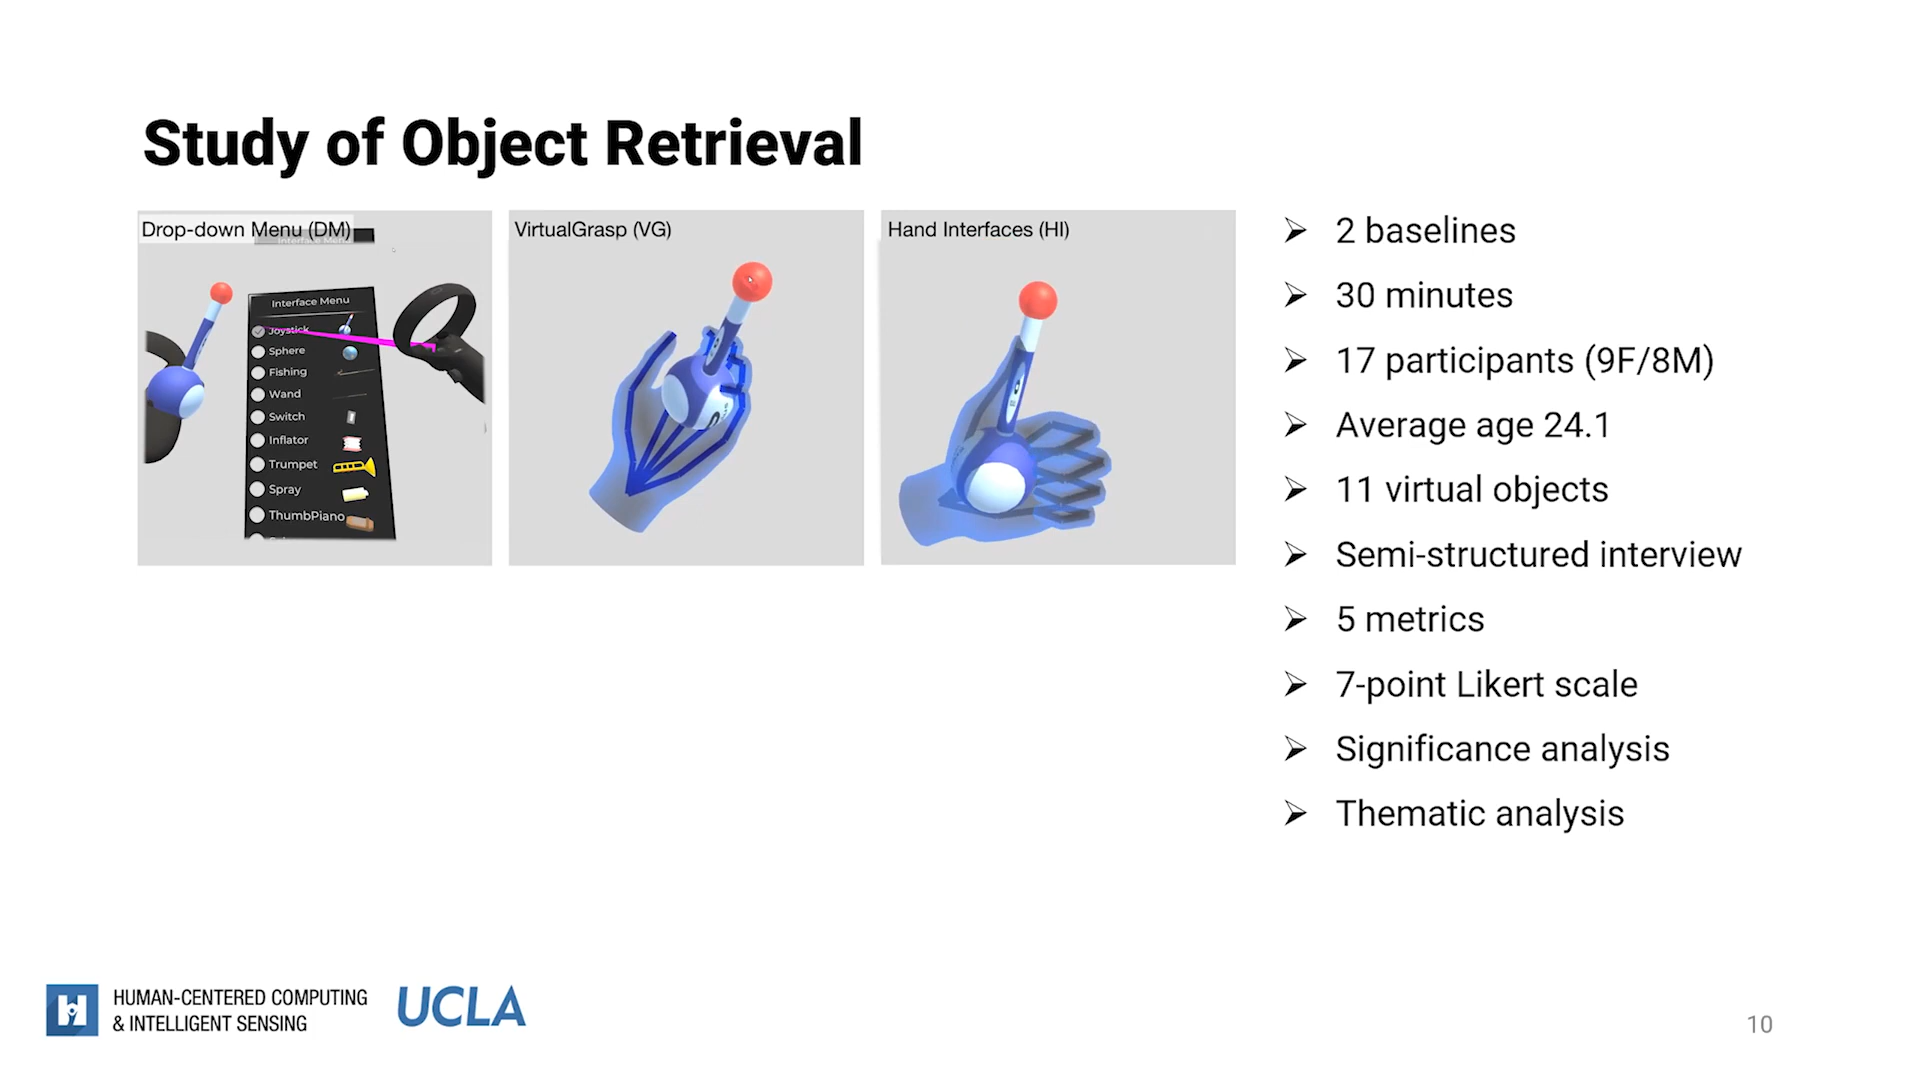 Study of Object Retrieval
Drop-down Menu (DM)
Interface Menu
Interface Menu
Joystick
Sphere
Fishing
Wand
Switch
Inflator
Trumpet
Spray
ThumbPiano
VirtualGrasp (VG)
Hand Interfaces (HI)
2 baselines
30 minutes
17 participants (9F/8M)
Average age 24.1
11 virtual objects
Semi-structured interview
5 metrics
7-point Likert scale
Significance analysis
Thematic analysis
HUMAN-CENTERED COMPUTING
& INTELLIGENT SENSING
UCLA
10